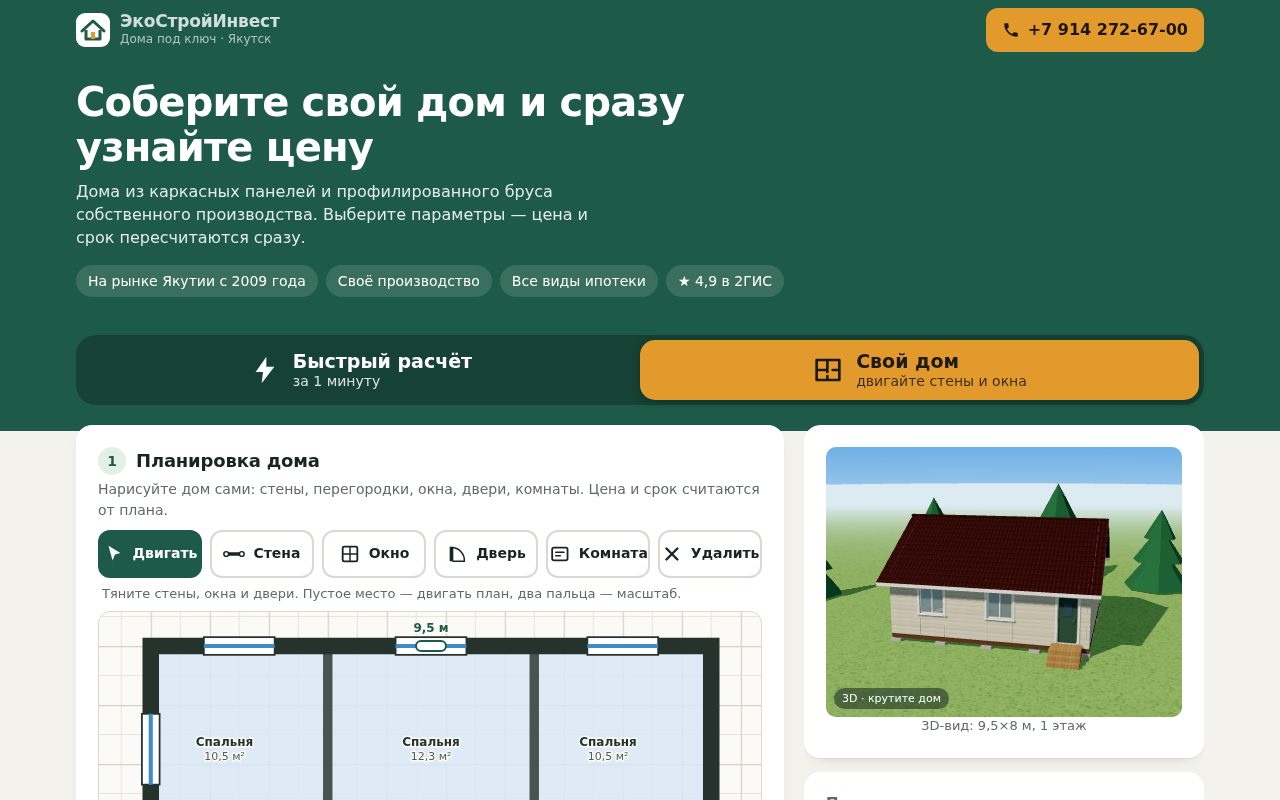 ЭкоСтройИнвест
Дома под ключ · Якутск
+7 914 272-67-00
Соберите свой дом и сразу
узнайте цену
Дома из каркасных панелей и профилированного бруса
собственного производства. Выберите параметры — цена и
срок пересчитаются сразу.
На рынке Якутии с 2009 года
Своё производство
Все виды ипотеки
★ 4,9 в 2ГИС
Быстрый расчёт
за 1 минуту
Свой дом
двигайте стены и окна
1 Планировка дома
Нарисуйте дом сами: стены, перегородки, окна, двери, комнаты. Цена и срок считаются
от плана.
Двигать
Стена
Окно
Дверь
Комната
Удалить
Тяните стены, окна и двери. Пустое место — двигать план, два пальца — масштаб.
9,5 м
Спальня
10,5 м²
Спальня
12,3 м²
Спальня
10,5 м²
3D · крутите дом
3D-вид: 9,5×8 м, 1 этаж